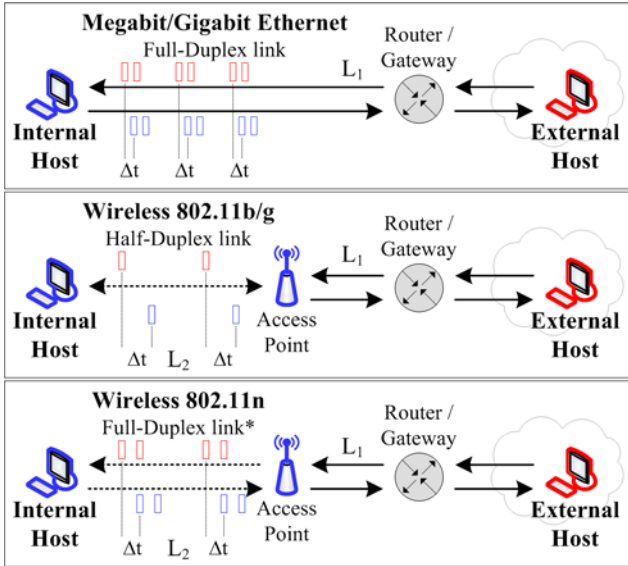 Megabit/Gigabit Ethernet
Full-Duplex link
Router /
Gateway
L1
Internal
Host
External
Host
Δt Δt Δt
Wireless 802.11b/g
Half-Duplex link
Router /
Gateway
L1
Internal
Host
Access
Point
External
Host
Δt L2 Δt
Wireless 802.11n
Full-Duplex link*
Router /
Gateway
L1
Internal
Host
Access
Point
External
Host
Δt L2 Δt